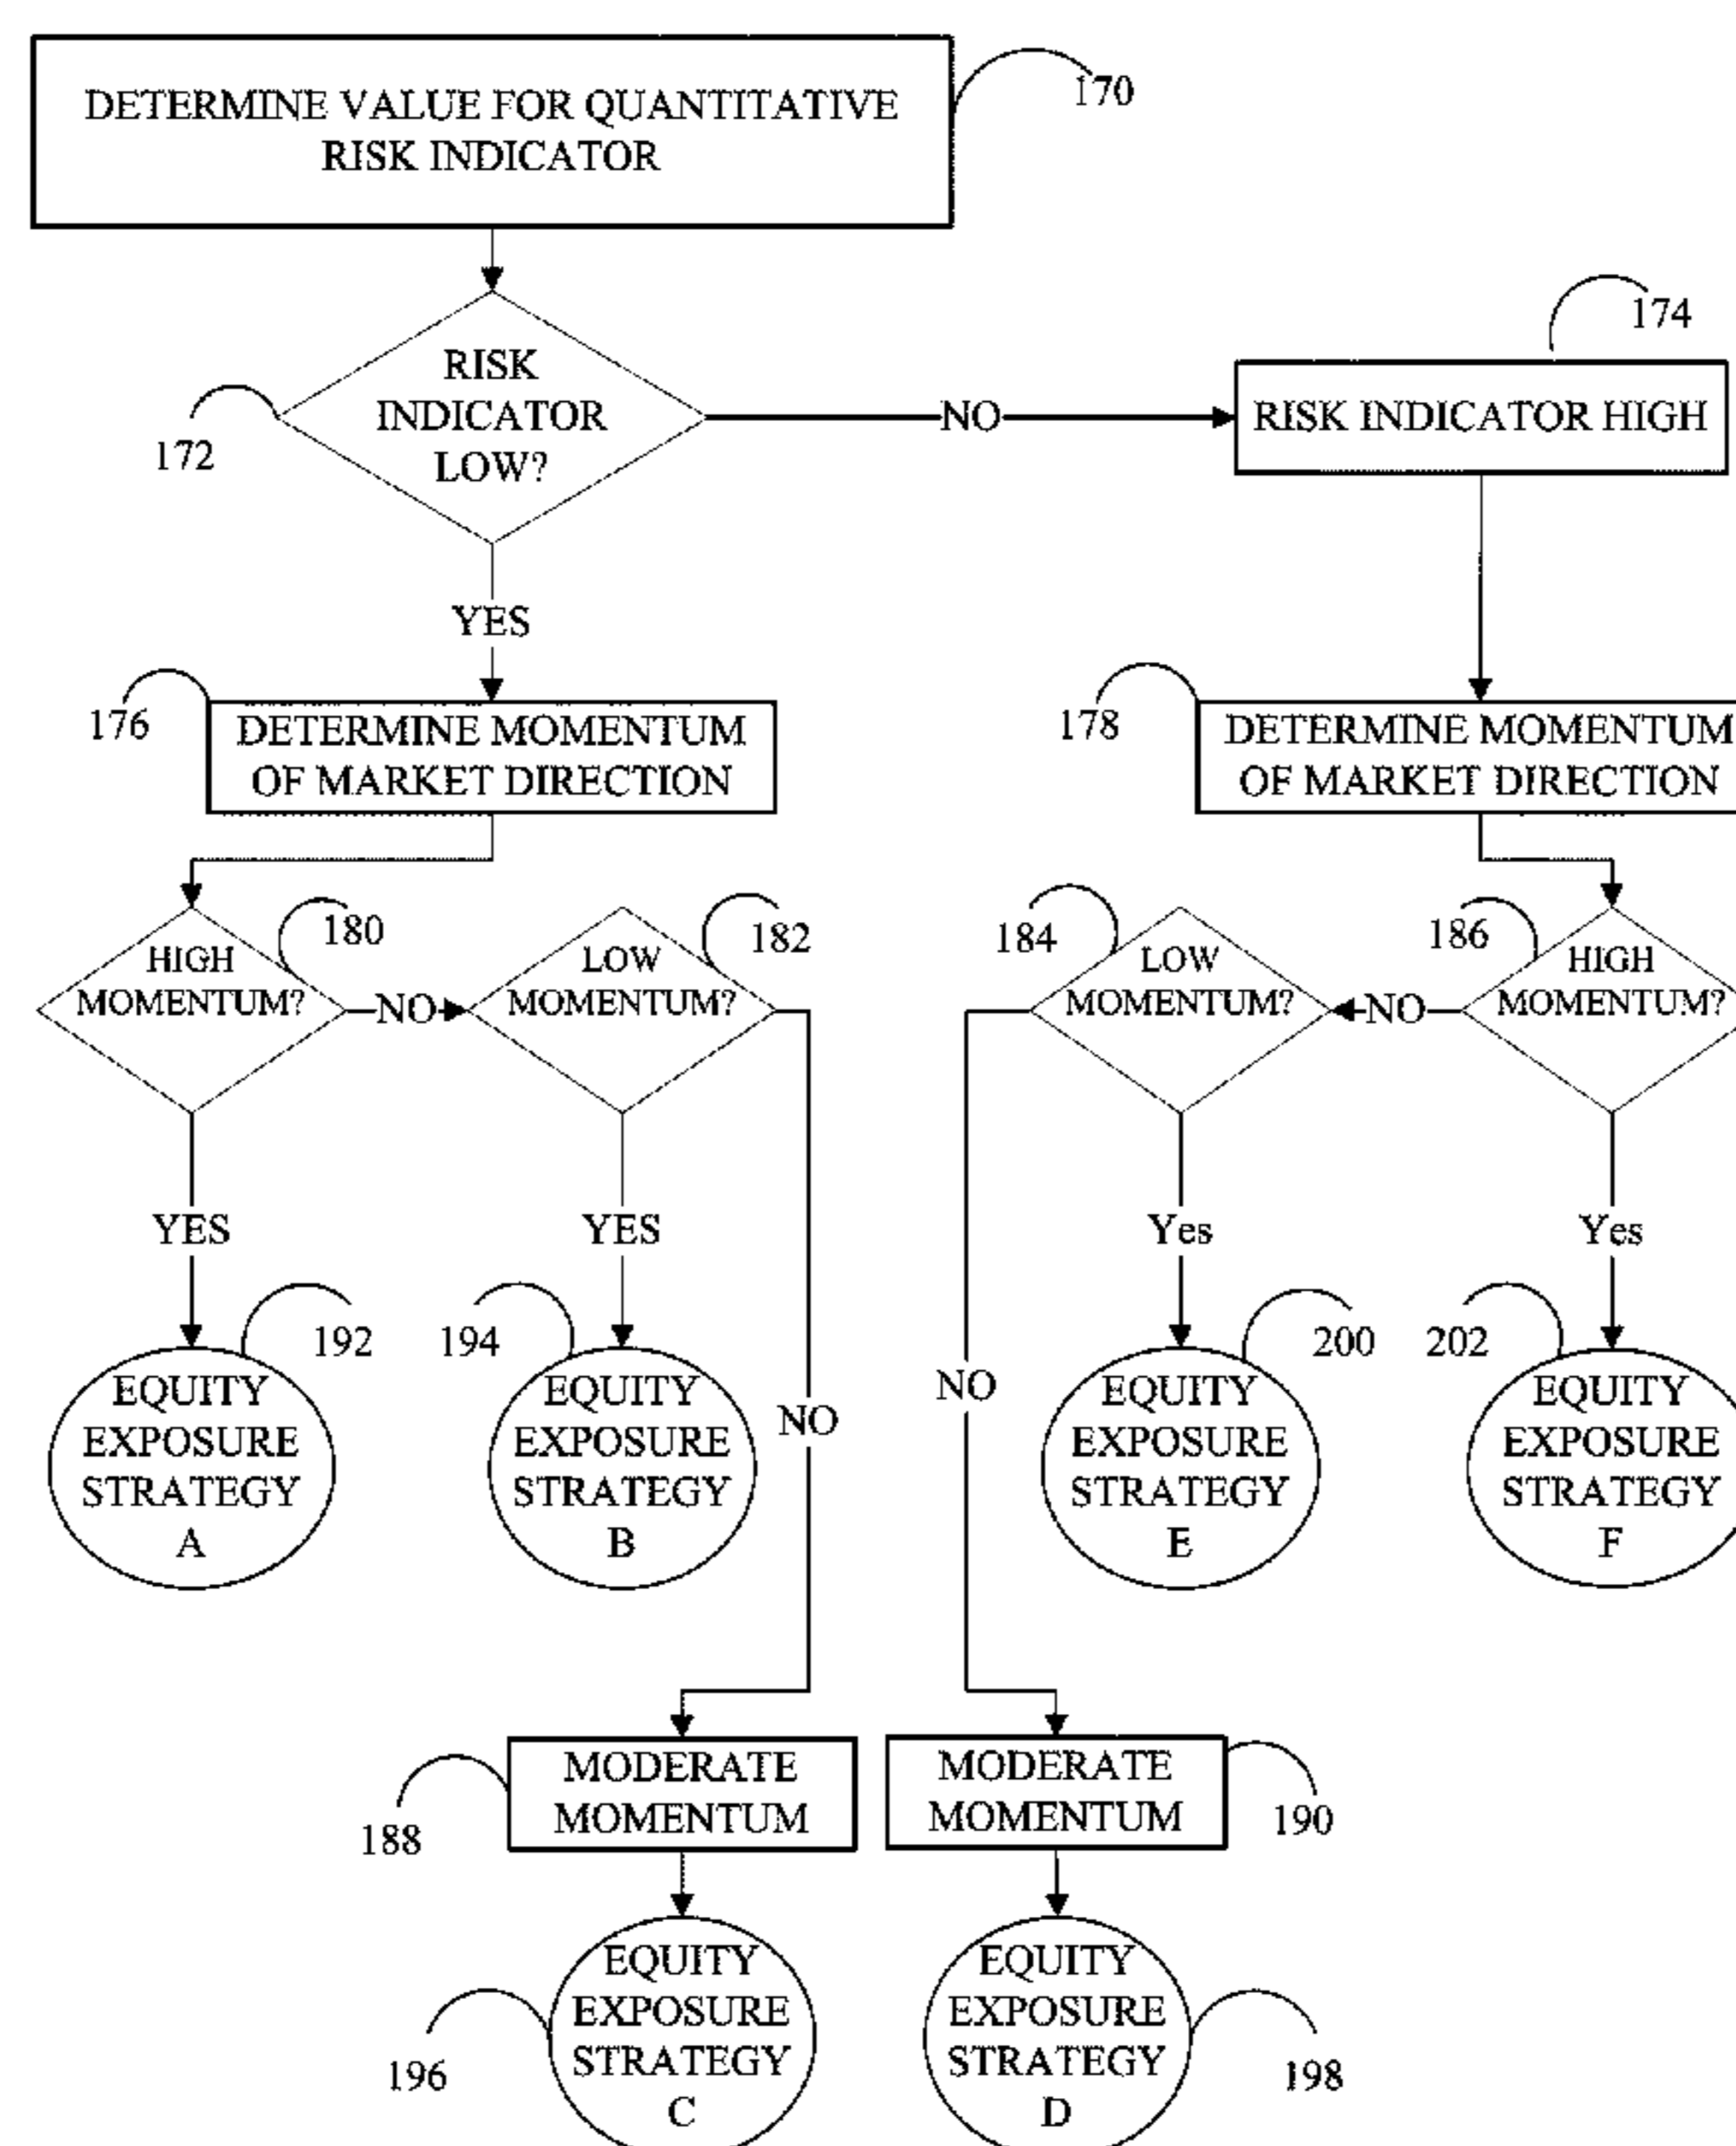 DETERMINE VALUE FOR QUANTITATIVE
RISK INDICATOR
170
174
RISK
INDICATOR
LOW?
172
NO
RISK INDICATOR HIGH
YES
176
DETERMINE MOMENTUM
OF MARKET DIRECTION
178
DETERMINE MOMENTUM
OF MARKET DIRECTION
180
HIGH
MOMENTUM?
NO
182
LOW
MOMENTUM?
184
LOW
MOMENTUM?
NO
186
HIGH
MOMENTUM?
YES
YES
Yes
Yes
192
EQUITY
EXPOSURE
STRATEGY
A
194
EQUITY
EXPOSURE
STRATEGY
B
NO
NO
200
EQUITY
EXPOSURE
STRATEGY
E
202
EQUITY
EXPOSURE
STRATEGY
F
188
MODERATE
MOMENTUM
MODERATE
MOMENTUM
190
196
EQUITY
EXPOSURE
STRATEGY
C
EQUITY
EXPOSURE
STRATEGY
D
198